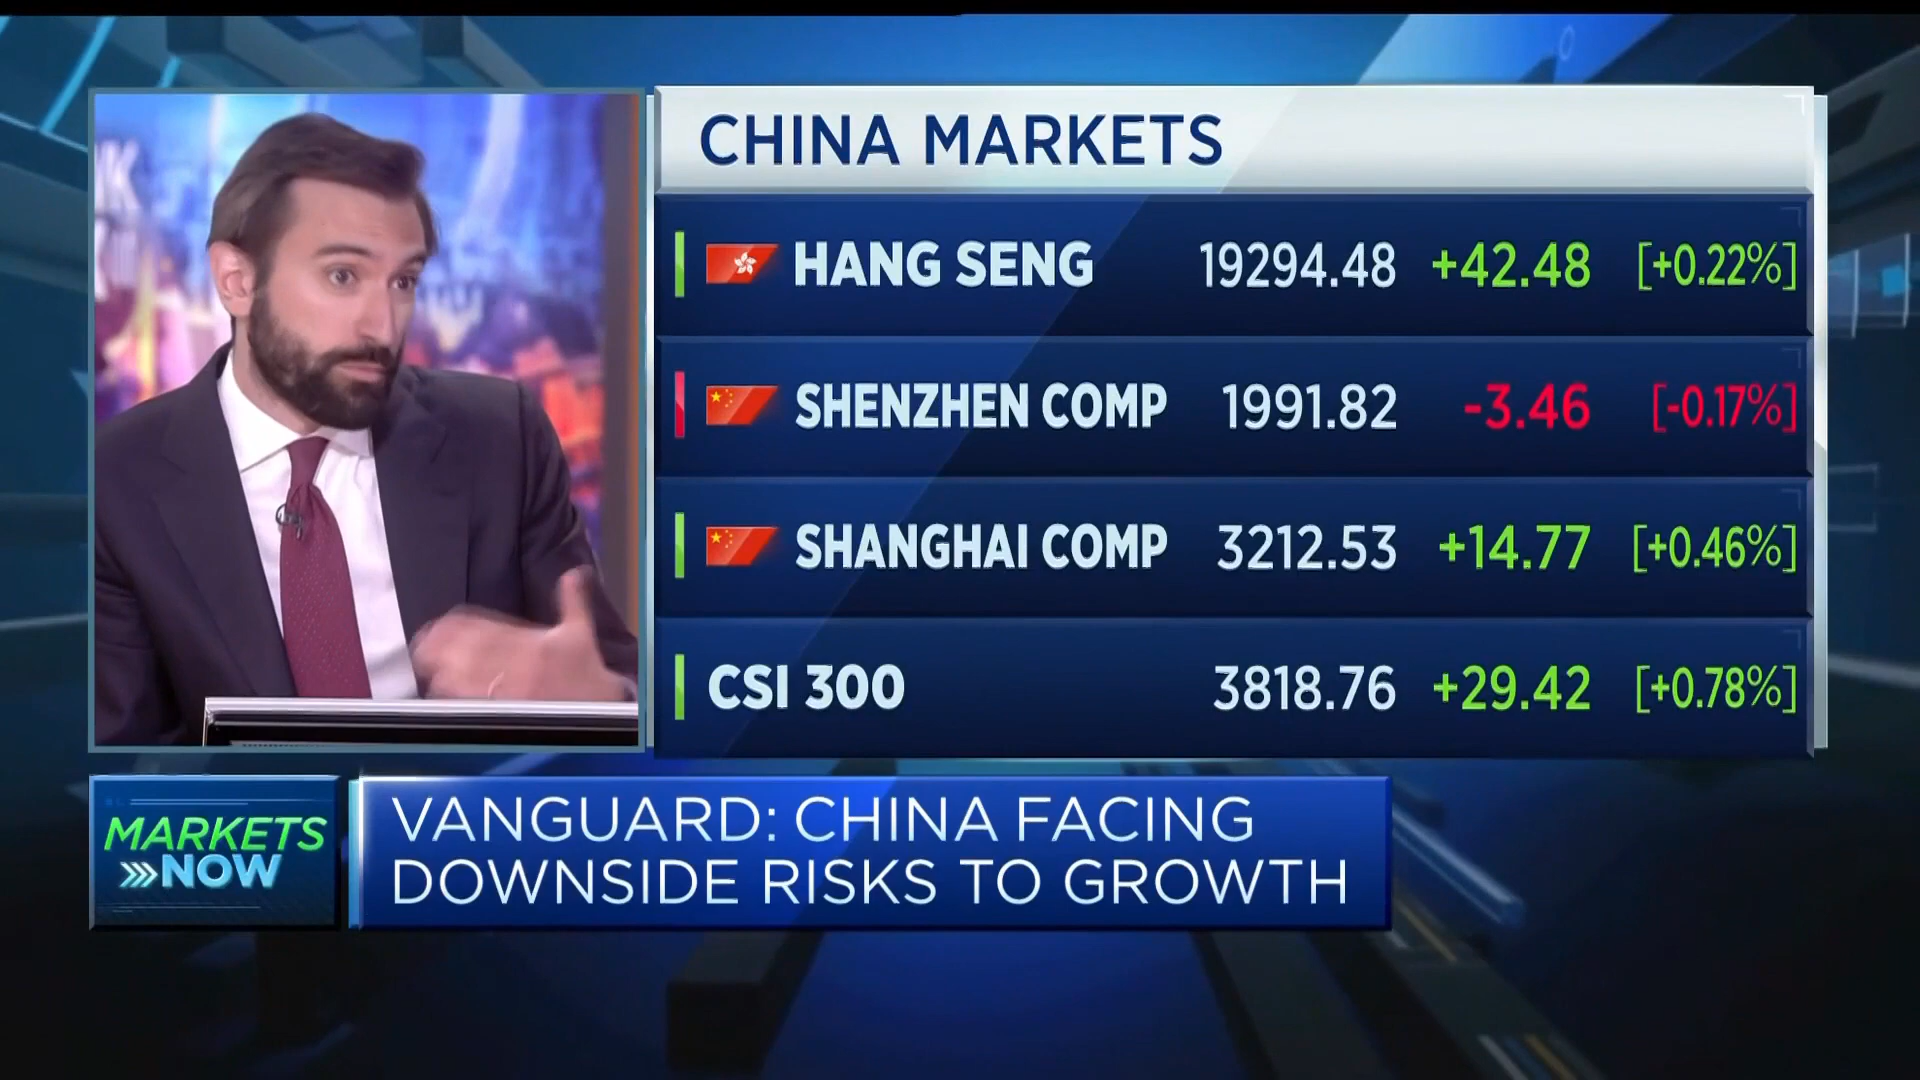 CHINA MARKETS
HANG SENG 19294.48 +42.48 [+0.22%]
SHENZHEN COMP 1991.82 -3.46 [-0.17%]
SHANGHAI COMP 3212.53 +14.77 [+0.46%]
CSI 300 3818.76 +29.42 [+0.78%]
MARKETS
NOW
VANGUARD: CHINA FACING
DOWNSIDE RISKS TO GROWTH